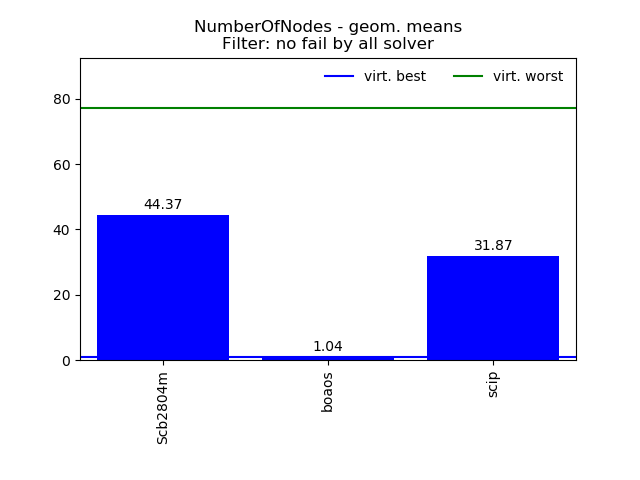 NumberOfNodes - geom. means
Filter: no fail by all solver
virt. best
virt. worst
80
60
40
20
0
44.37
1.04
31.87
Scb2804m
boaos
scip